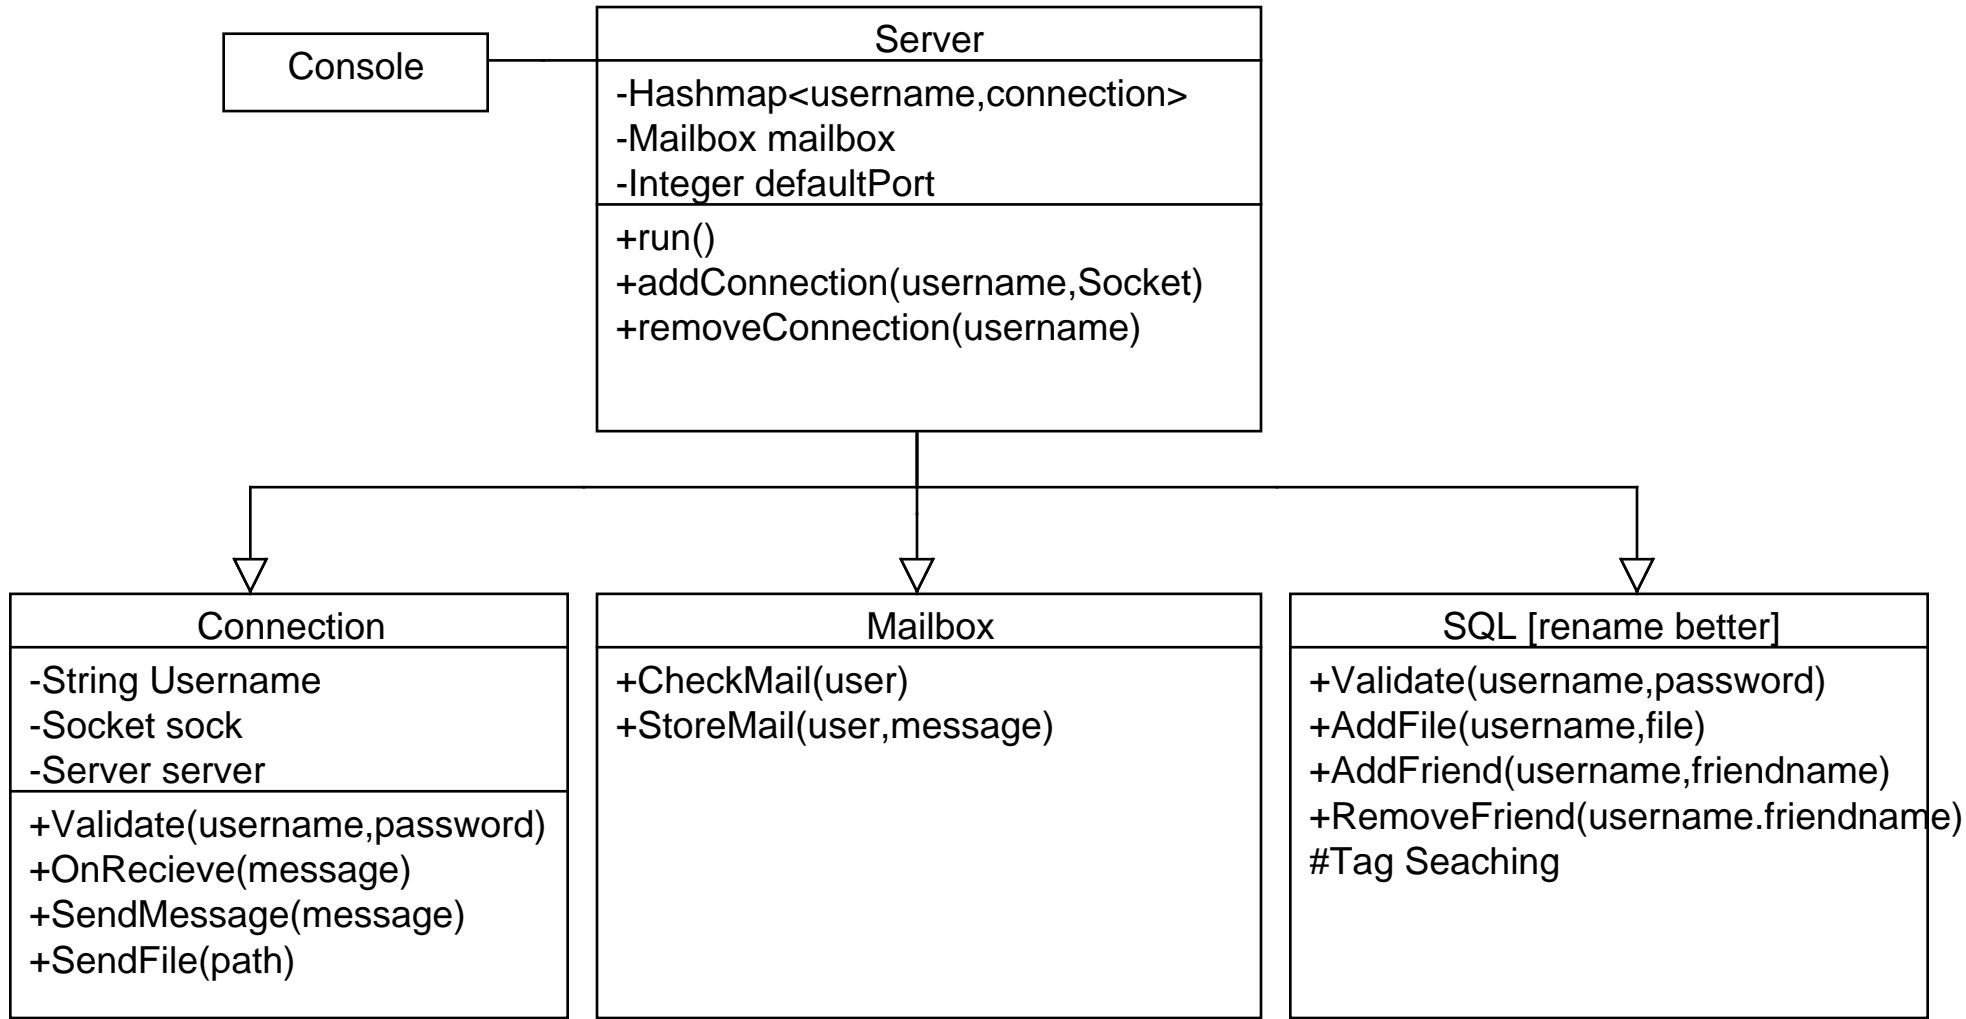 Console
Server
-Hashmap<username,connection>
-Mailbox mailbox
-Integer defaultPort
+run()
+addConnection(username,Socket)
+removeConnection(username)
Connection
-String Username
-Socket sock
-Server server
+Validate(username,password)
+OnRecieve(message)
+SendMessage(message)
+SendFile(path)
Mailbox
+CheckMail(user)
+StoreMail(user,message)
SQL [rename better]
+Validate(username,password)
+AddFile(username,file)
+AddFriend(username,friendname)
+RemoveFriend(username.friendname)
#Tag Seaching